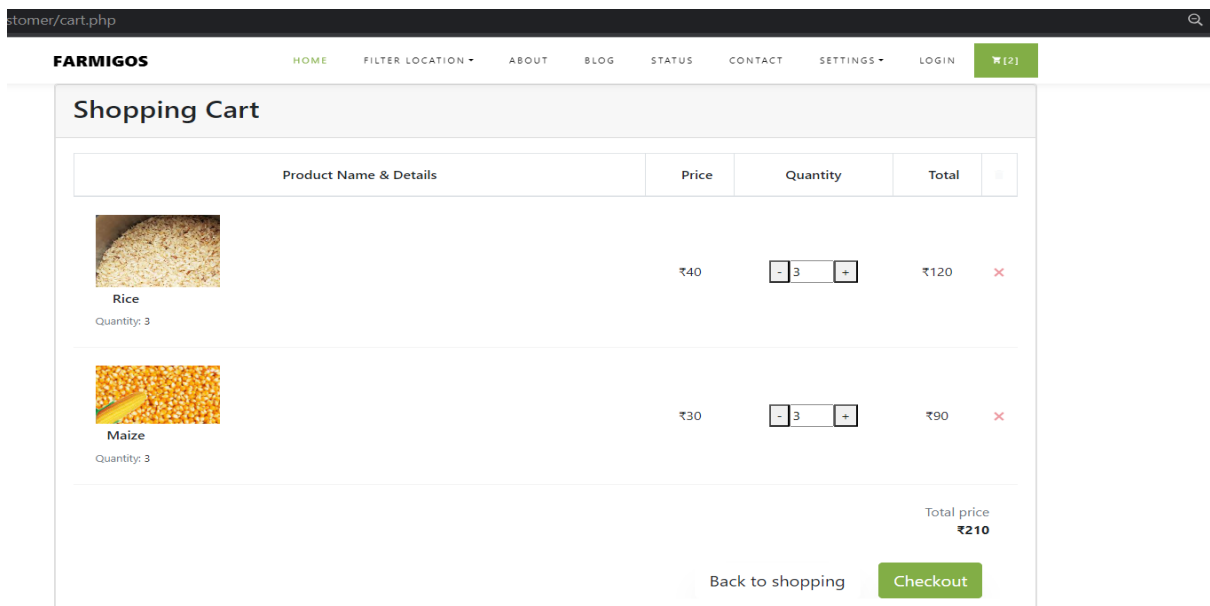 stomer/cart.php
FARMIGOS HOME FILTER LOCATION ABOUT BLOG STATUS CONTACT SETTINGS LOGIN [2]
Shopping Cart
Product Name & Details Price Quantity Total
₹40 - 3 + ₹120 ×
Rice
Quantity: 3
₹30 - 3 + ₹90 ×
Maize
Quantity: 3
Total price
₹210
Back to shopping Checkout